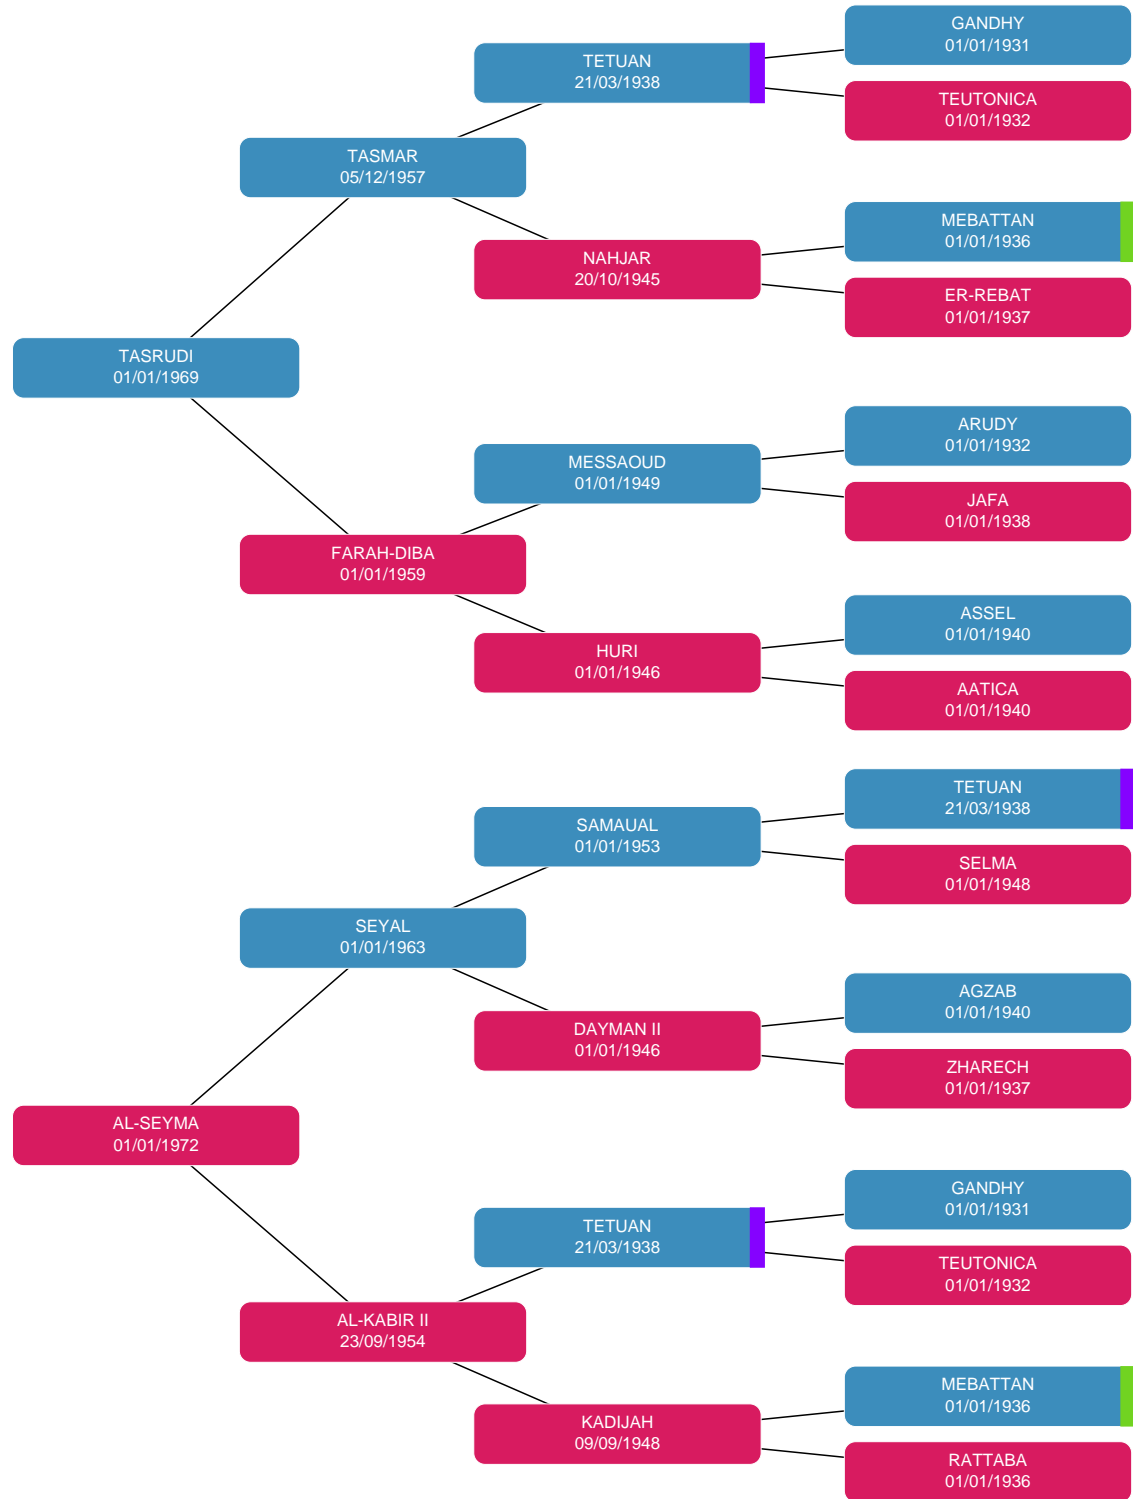 GANDHY
01/01/1931
TETUAN
21/03/1938
TEUTONICA
01/01/1932
TASMAR
05/12/1957
MEBATTAN
01/01/1936
NAHJAR
20/10/1945
ER-REBAT
01/01/1937
TASRUDI
01/01/1969
ARUDY
01/01/1932
MESSAOUD
01/01/1949
JAFA
01/01/1938
FARAH-DIBA
01/01/1959
ASSEL
01/01/1940
HURI
01/01/1946
AATICA
01/01/1940
TETUAN
21/03/1938
SAMAUAL
01/01/1953
SELMA
01/01/1948
SEYAL
01/01/1963
AGZAB
01/01/1940
DAYMAN II
01/01/1946
ZHARECH
01/01/1937
AL-SEYMA
01/01/1972
GANDHY
01/01/1931
TETUAN
21/03/1938
TEUTONICA
01/01/1932
AL-KABIR II
23/09/1954
MEBATTAN
01/01/1936
KADIJAH
09/09/1948
RATTABA
01/01/1936